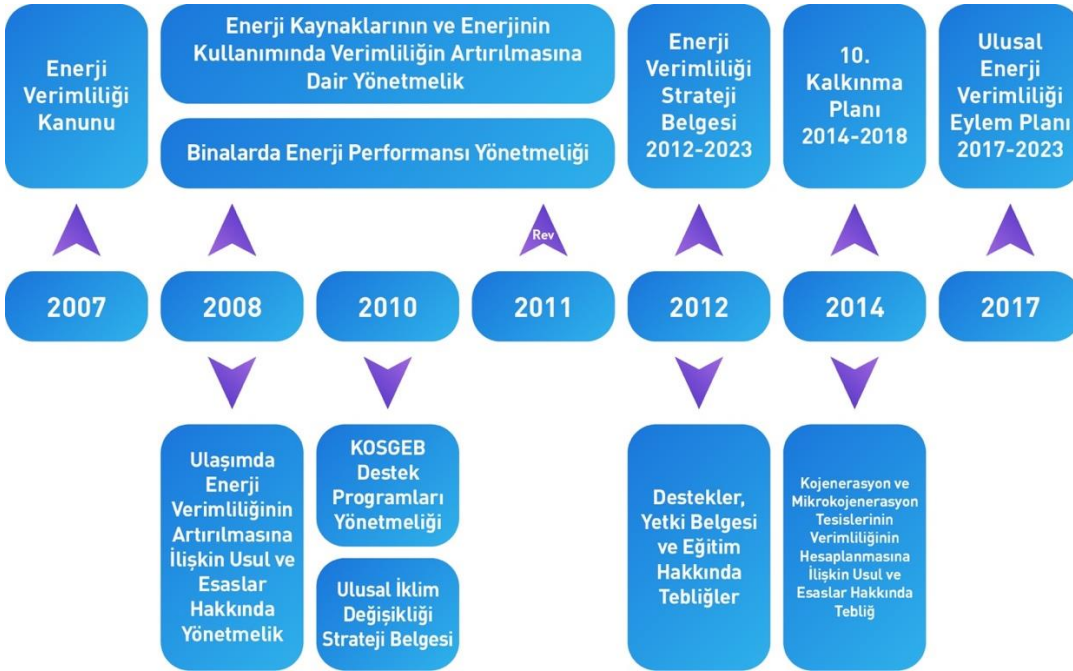 Enerji
Verimliliği
Kanunu
Enerji Kaynaklarının ve Enerjinin
Kullanımında Verimliliğin Artırılmasına
Dair Yönetmelik
Binalarda Enerji Performansı Yönetmeliği
Enerji
Verimliliği
Strateji
Belgesi
2012-2023
10.
Kalkınma
Planı
2014-2018
Ulusal
Enerji
Verimliliği
Eylem Planı
2017-2023
Rev
2007
2008
2010
2011
2012
2014
2017
Ulaşımda
Enerji
Verimliliğinin
Artırılmasına
İlişkin Usul ve
Esaslar
Hakkında
Yönetmelik
KOSGEB
Destek
Programları
Yönetmeliği
Ulusal İklim
Değişikliği
Strateji Belgesi
Destekler,
Yetki Belgesi
ve Eğitim
Hakkında
Tebliğler
Kojenerasyon ve
Mikrokojenerasyon
Tesislerinin
Verimliliğinin
Hesaplanmasına
İlişkin Usul ve
Esaslar Hakkında
Tebliğ